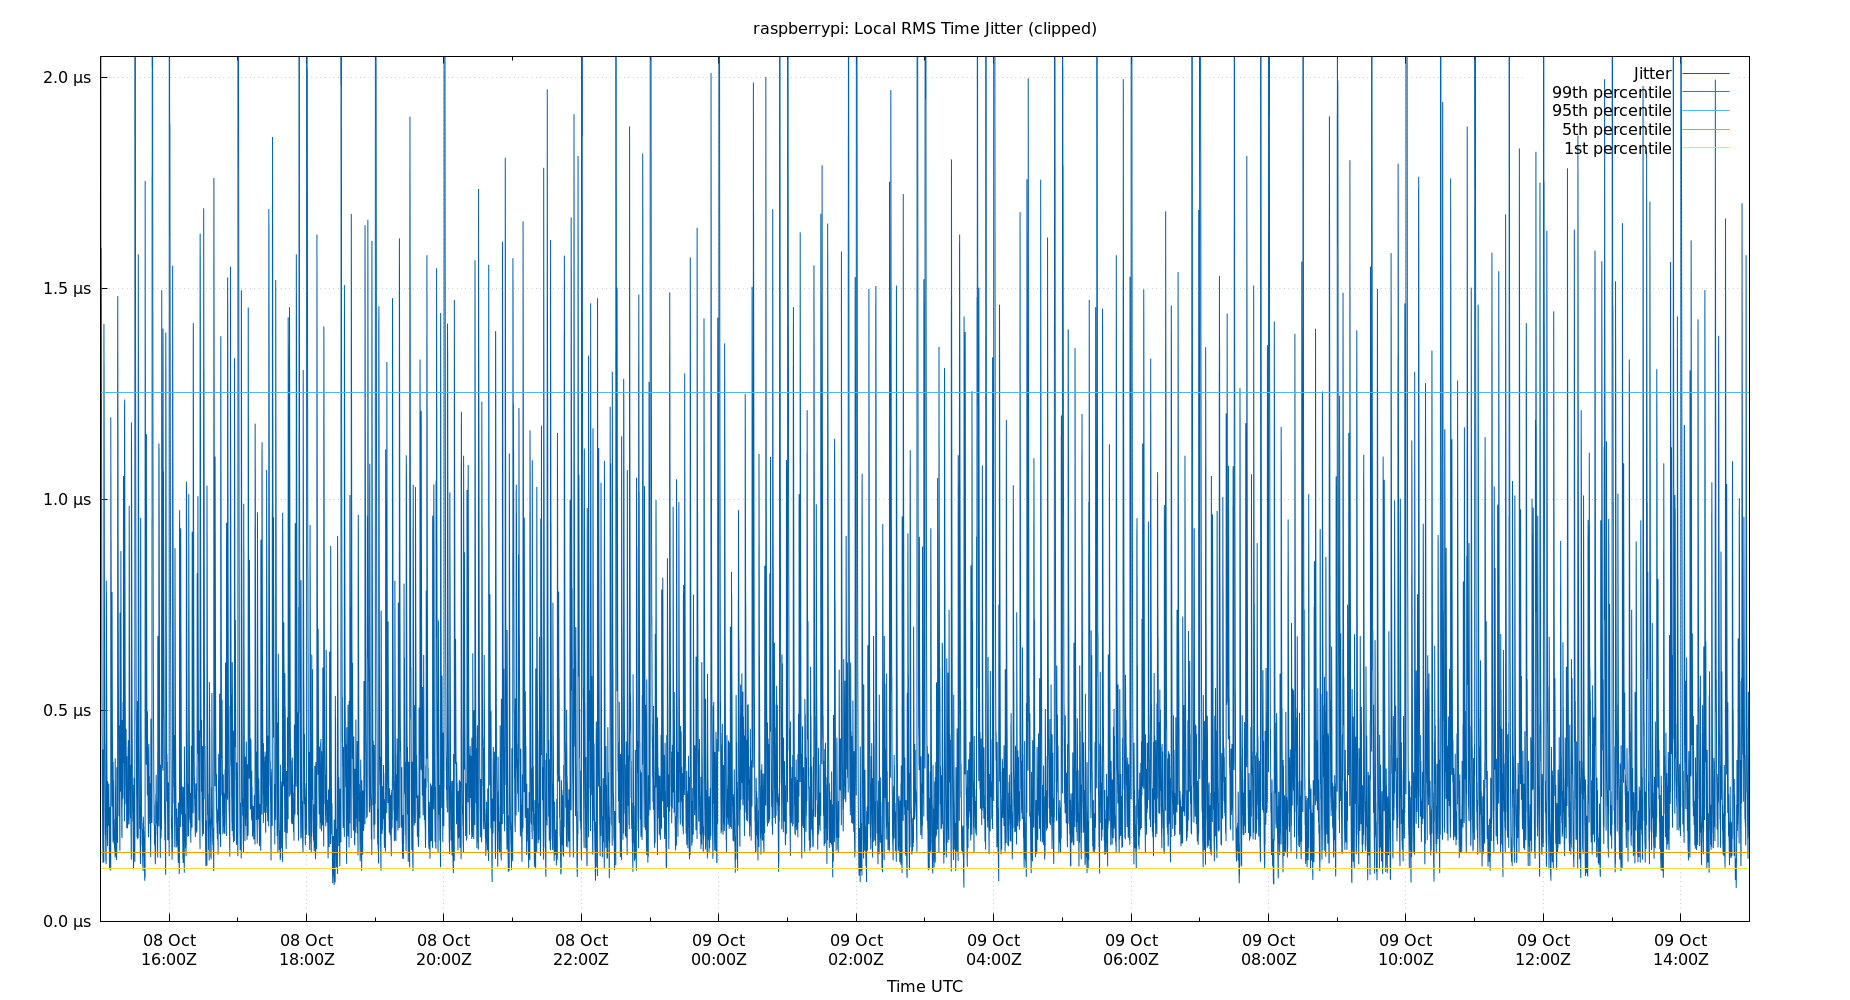 raspberrypi: Local RMS Time Jitter (clipped)
2.0 µs
1.5 µs
1.0 µs
0.5 µs
0.0 µs
Jitter
99th percentile
95th percentile
5th percentile
1st percentile
08 Oct
16:00Z
08 Oct
18:00Z
08 Oct
20:00Z
08 Oct
22:00Z
09 Oct
00:00Z
09 Oct
02:00Z
09 Oct
04:00Z
09 Oct
06:00Z
09 Oct
08:00Z
09 Oct
10:00Z
09 Oct
12:00Z
09 Oct
14:00Z
Time UTC